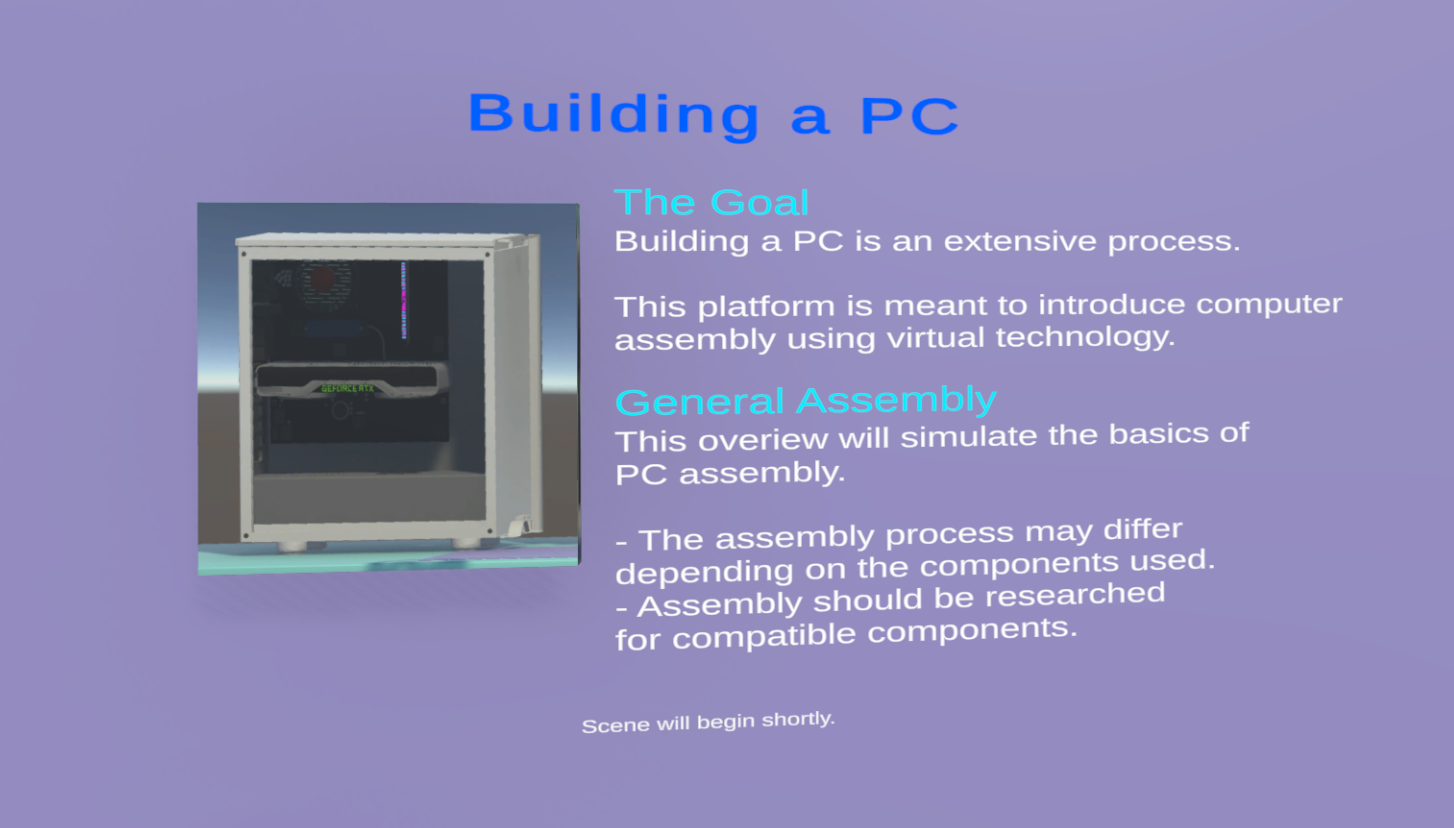 Building a PC
The Goal
Building a PC is an extensive process.
This platform is meant to introduce computer
assembly using virtual technology.
General Assembly
This overiew will simulate the basics of
PC assembly.
- The assembly process may differ
depending on the components used.
- Assembly should be researched
for compatible components.
GEFORCE RTX
Scene will begin shortly.